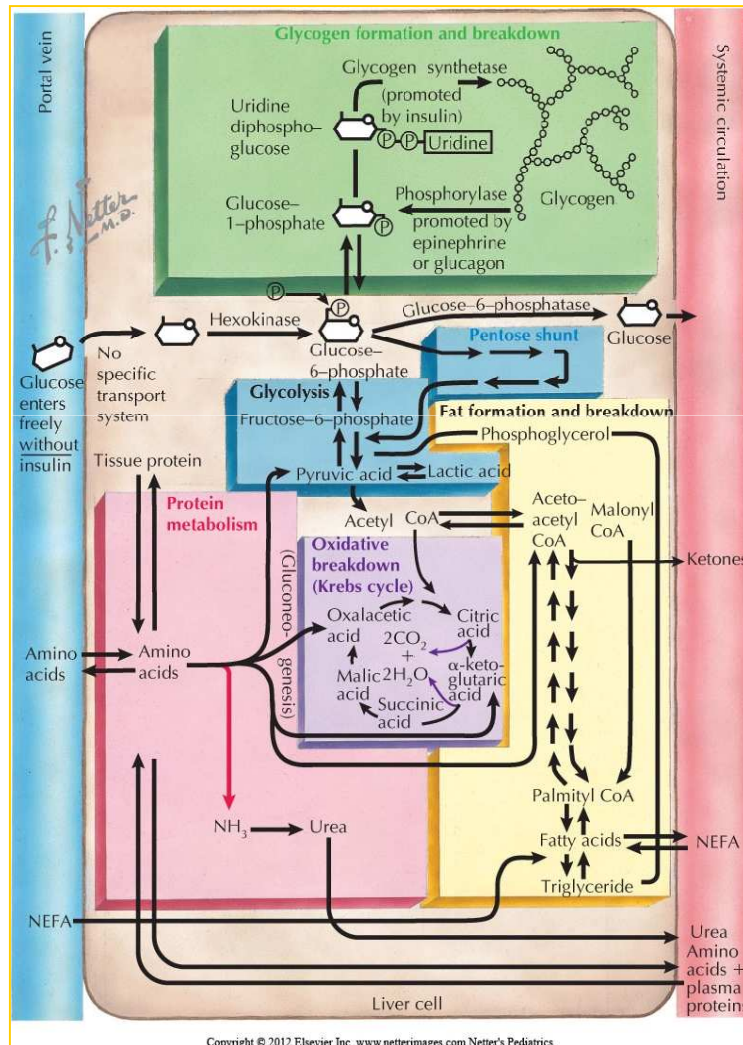 Portal vein
Systemic circulation
Glycogen formation and breakdown
Glycogen synthetase
(promoted
by insulin)
Uridine
diphospho-
glucose
P
P
Uridine
Glucose-
1-phosphate
P
Phosphorylase
promoted by
epinephrine
or glucagon
Glycogen
F. Netter
M.D.
P
P
Hexokinase
Glucose-6-phosphatase
Glucose
Glucose
enters
freely
without
insulin
No
specific
transport
system
Glucose-
6-phosphate
Pentose shunt
Glycolysis
Fructose-6-phosphate
Fat formation and breakdown
Phosphoglycerol
Tissue protein
Pyruvic acid
Lactic acid
Protein
metabolism
Acetyl CoA
Aceto-
acetyl
CoA
Malonyl
CoA
Ketones
Oxidative
breakdown
(Krebs cycle)
(Gluconeo-
genesis)
Oxalacetic
acid
Citric
acid
2CO2
+
2H2O
α-keto-
glutaric
acid
Malic
acid
Succinic
acid
Amino
acids
Amino
acids
NH3
Urea
Palmityl CoA
Fatty acids
NEFA
Triglyceride
NEFA
Urea
Amino
acids +
plasma
proteins
Liver cell
Copyright © 2012 Elsevier Inc. www.netterimages.com Netter's Pediatrics